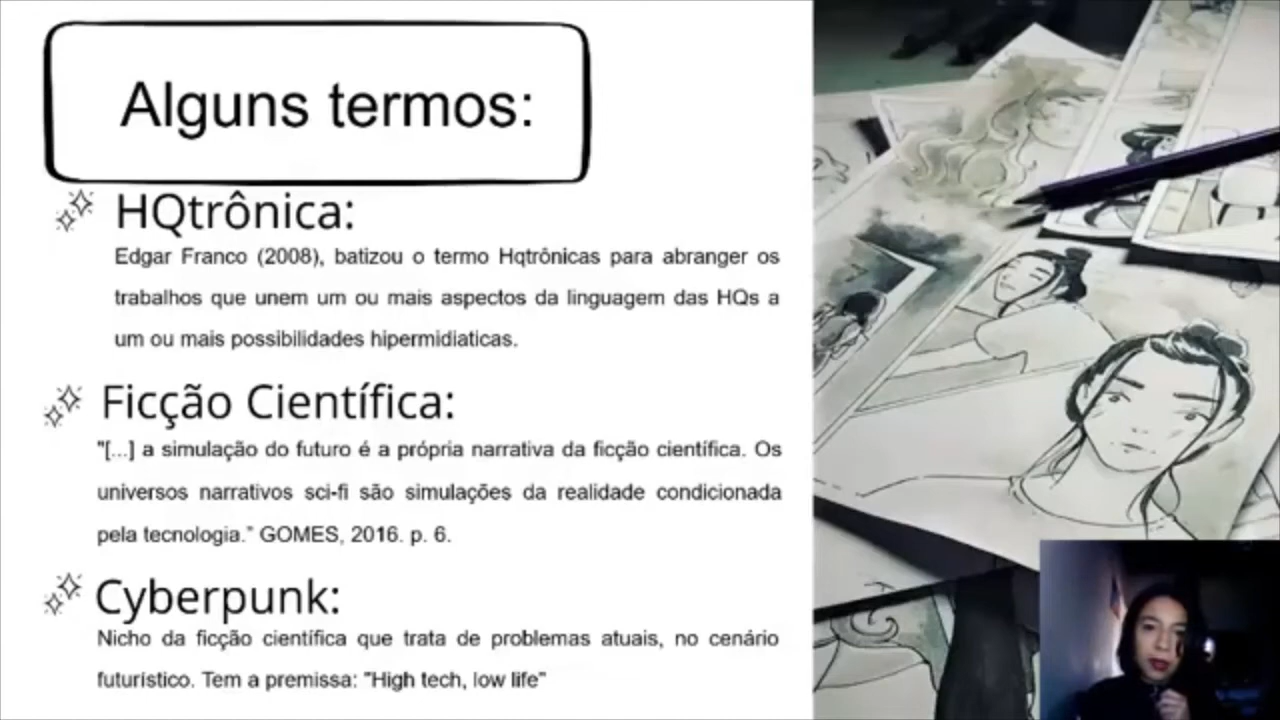 Alguns termos:
HQtrônica:
Edgar Franco (2008), batizou o termo Hqtrônicas para abranger os
trabalhos que unem um ou mais aspectos da linguagem das HQs a
um ou mais possibilidades hipermidiaticas.
Ficção Científica:
"[...] a simulação do futuro é a própria narrativa da ficção científica. Os
universos narrativos sci-fi são simulações da realidade condicionada
pela tecnologia.” GOMES, 2016. p. 6.
Cyberpunk:
Nicho da ficção científica que trata de problemas atuais, no cenário
futurístico. Tem a premissa: "High tech, low life"